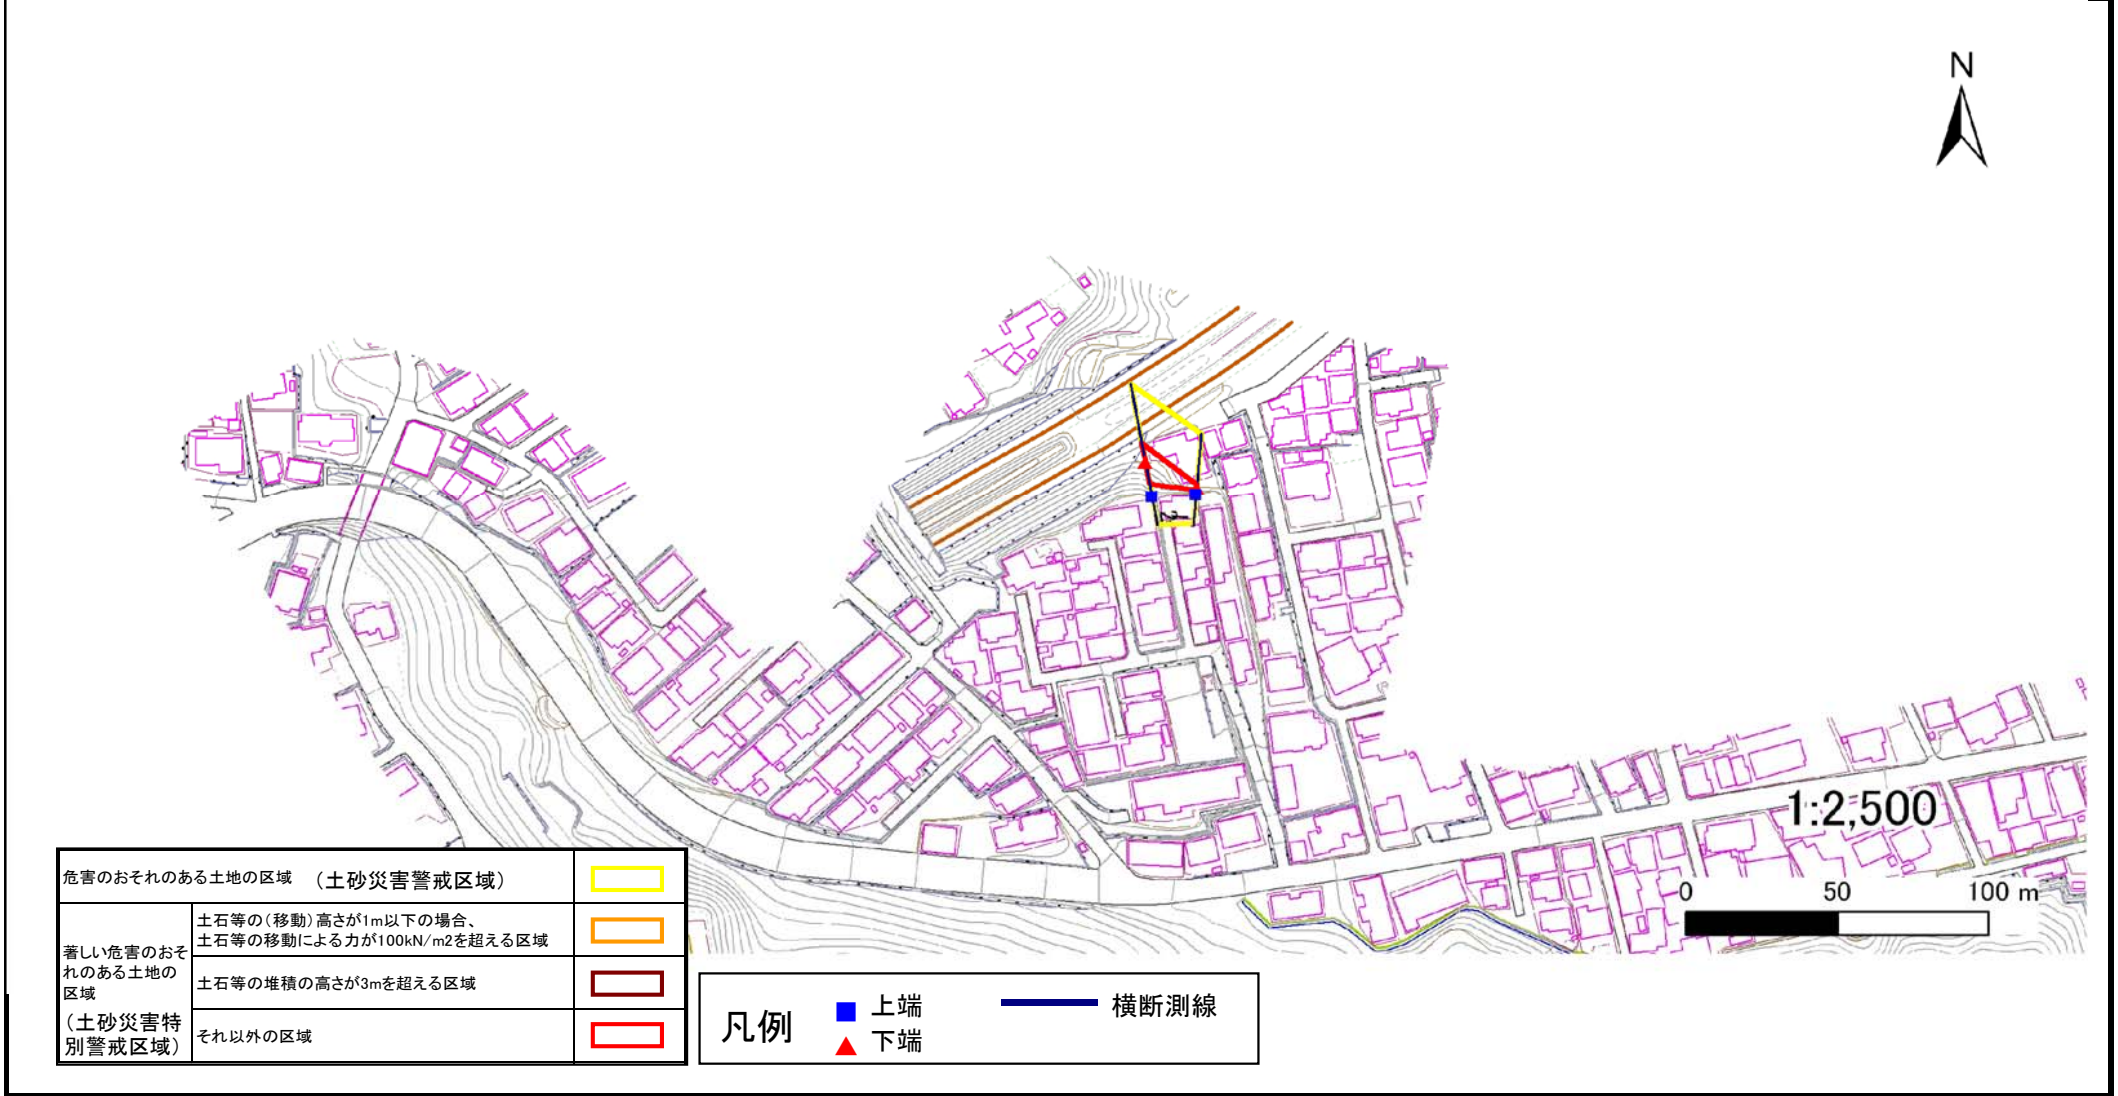 N
1:2,500
0 50 100 m
危害のおそれのある土地の区域 (土砂災害警戒区域)
著しい危害のおそ
れのある土地の
区域
(土砂災害特
別警戒区域)
土石等の(移動)高さが1m以下の場合、
土石等の移動による力が100kN/m2を超える区域
土石等の堆積の高さが3mを超える区域
それ以外の区域
凡例
上端
下端
横断測線